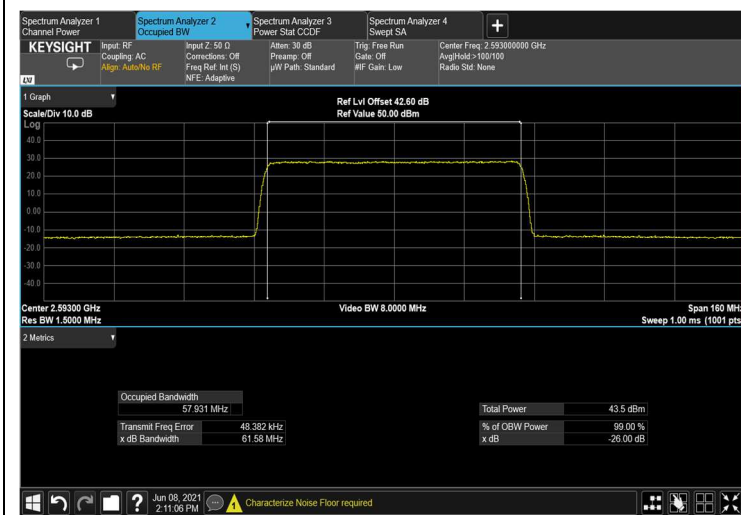 Spectrum Analyzer 1
Channel Power
Spectrum Analyzer 2
Occupied BW
Spectrum Analyzer 3
Power Stat CCDF
Spectrum Analyzer 4
Swept SA
KEYSIGHT
LXI
Input: RF
Coupling: AC
Align: Auto/No RF
Input Z: 50 Ω
Corrections: Off
Freq Ref: Int (S)
NFE: Adaptive
Atten: 30 dB
Preamp: Off
µW Path: Standard
Trig: Free Run
Gate: Off
#IF Gain: Low
Center Freq: 2.593000000 GHz
Avg|Hold:>100/100
Radio Std: None
1 Graph
Scale/Div 10.0 dB
Ref Lvl Offset 42.60 dB
Ref Value 50.00 dBm
Log
40.0
30.0
20.0
10.0
0.00
-10.0
-20.0
-30.0
-40.0
Center 2.59300 GHz
Video BW 8.0000 MHz
Span 160 MHz
Res BW 1.5000 MHz
Sweep 1.00 ms (1001 pts
2 Metrics
Occupied Bandwidth
57.931 MHz
Total Power 43.5 dBm
Transmit Freq Error 48.382 kHz
% of OBW Power 99.00 %
x dB Bandwidth 61.58 MHz
x dB -26.00 dB
? Jun 08, 2021
2:11:06 PM
1 Characterize Noise Floor required